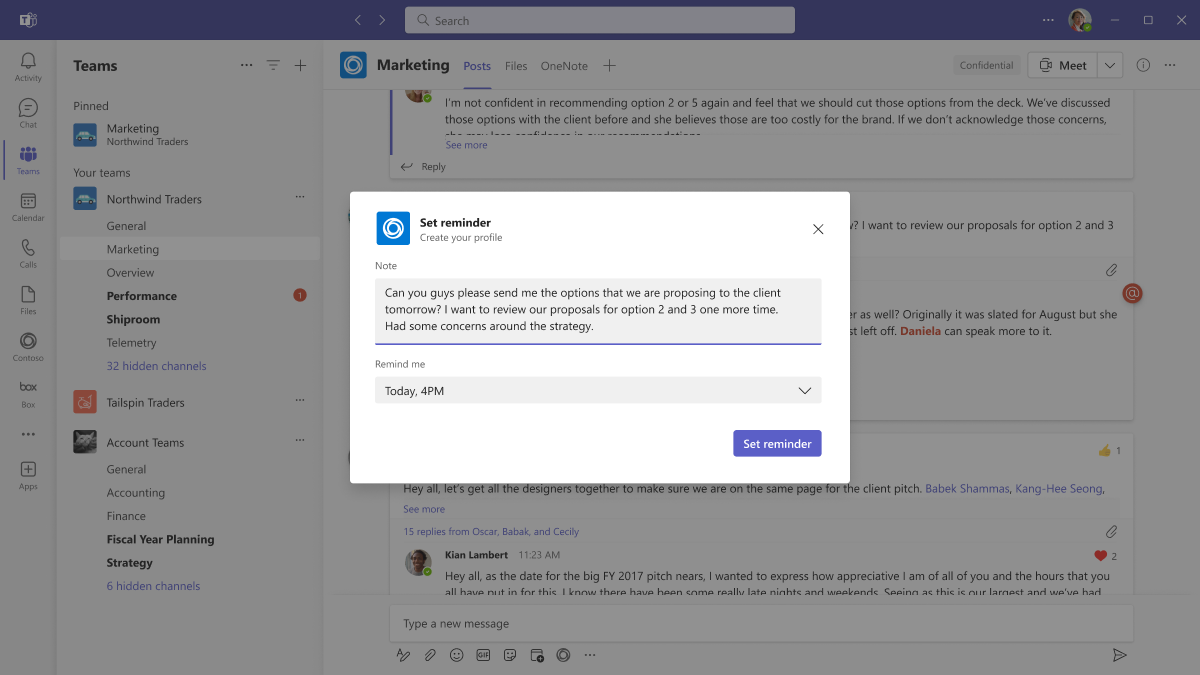 Search
Activity
Chat
Teams
Calendar
Calls
Files
Contoso
box
Box
Apps
Teams
Pinned
Marketing
Northwind Traders
Your teams
Northwind Traders
General
Marketing
Overview
Performance
1
Shiproom
Telemetry
32 hidden channels
Tailspin Traders
Account Teams
General
Accounting
Finance
Fiscal Year Planning
Strategy
6 hidden channels
Marketing
Posts
Files
OneNote
Confidential
Meet
I'm not confident in recommending option 2 or 5 again and feel that we should cut those options from the deck. We've discussed
those options with the client before and she believes those are too costly for the brand. If we don't acknowledge those concerns,
she may lose confidence in our recommendations.
See more
Reply
? I want to review our proposals for option 2 and 3
er as well? Originally it was slated for August but she
left off. Daniela can speak more to it.
Set reminder
Create your profile
Note
Can you guys please send me the options that we are proposing to the client
tomorrow? I want to review our proposals for option 2 and 3 one more time.
Had some concerns around the strategy.
Remind me
Today, 4PM
Set reminder
1
Hey all, let's get all the designers together to make sure we are on the same page for the client pitch. Babek Shammas, Kang-Hee Seong,
See more
15 replies from Oscar, Babak, and Cecily
Kian Lambert 11:23 AM
2
Hey all, as the date for the big FY 2017 pitch nears, I wanted to express how appreciative I am of all of you and the hours that you
all have put in for this. I know there have been some really late nights and weekends. Seeing as this is our largest and we've had
Type a new message
GIF